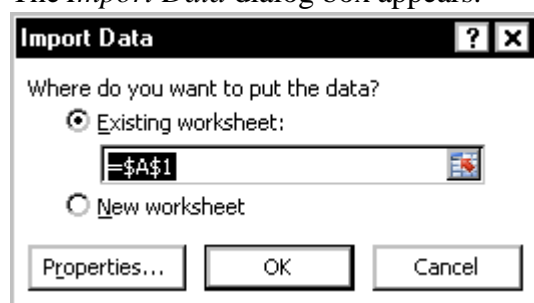 The Import Data dialog box appears.
Import Data
Where do you want to put the data?
Existing worksheet:
=$A$1
New worksheet
Properties... OK Cancel